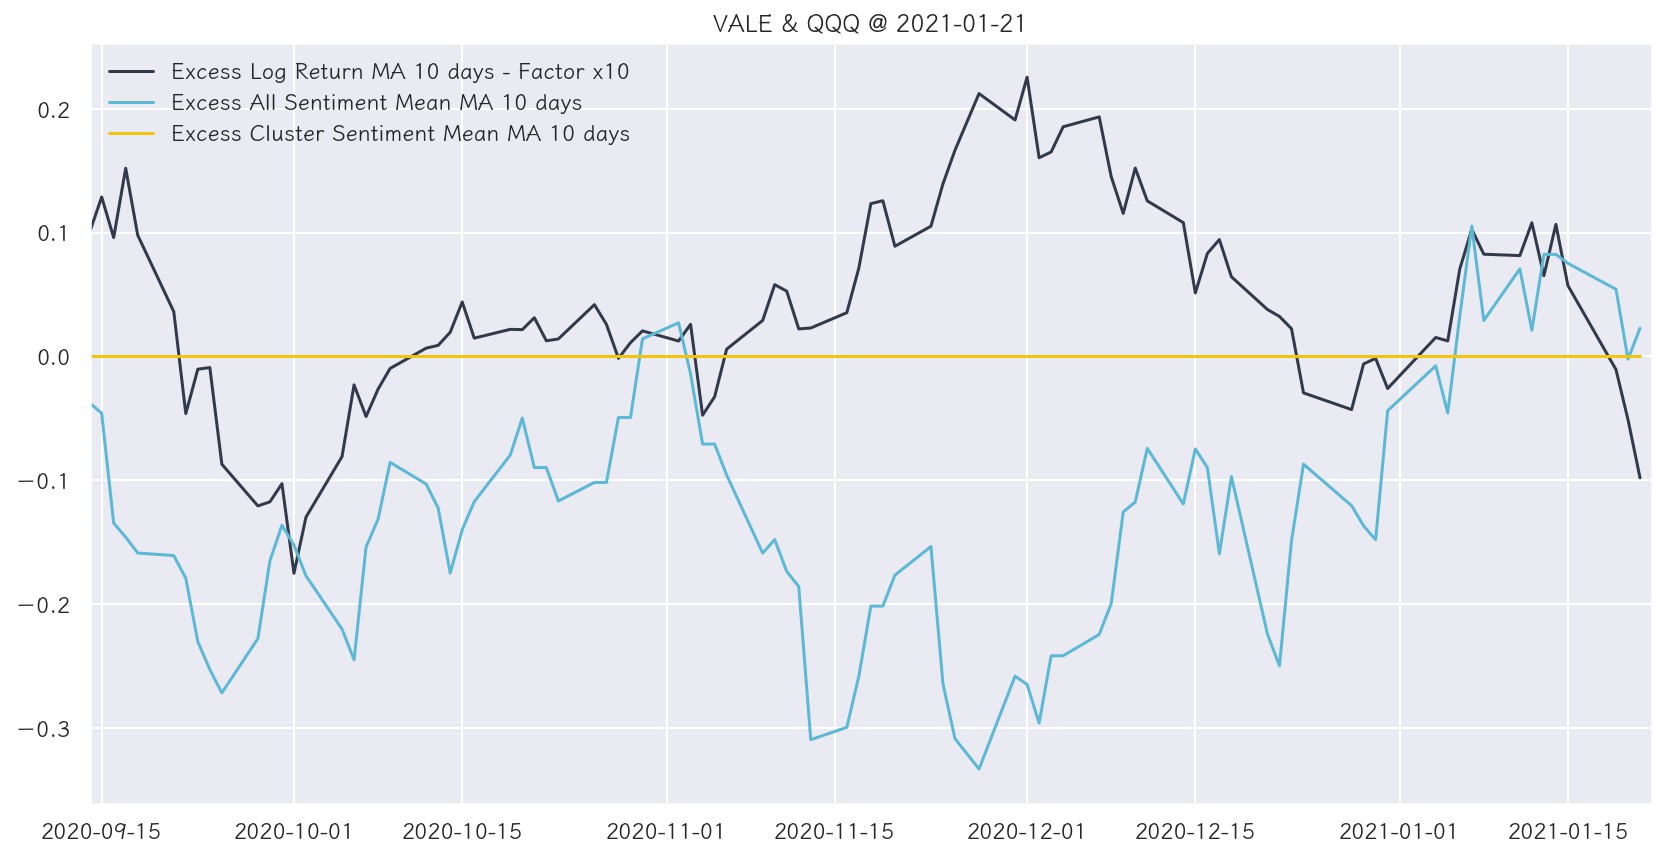 VALE & QQQ @ 2021-01-21
Excess Log Return MA 10 days - Factor x10
Excess All Sentiment Mean MA 10 days
Excess Cluster Sentiment Mean MA 10 days
0.2
0.1
0.0
−0.1
−0.2
−0.3
2020-09-15 2020-10-01 2020-10-15 2020-11-01 2020-11-15 2020-12-01 2020-12-15 2021-01-01 2021-01-15